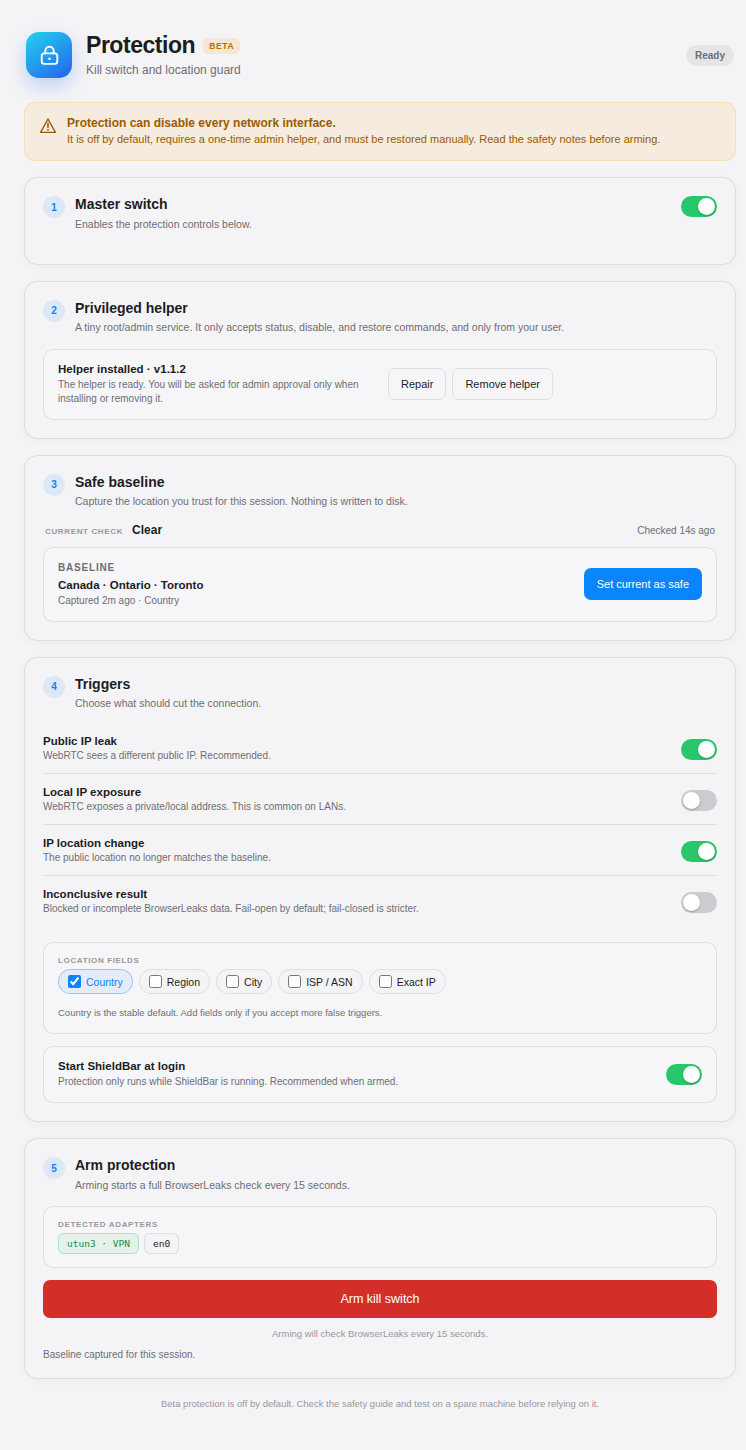 Protection BETA
Kill switch and location guard
Ready
Protection can disable every network interface.
It is off by default, requires a one-time admin helper, and must be restored manually. Read the safety notes before arming.
1 Master switch
Enables the protection controls below.
2 Privileged helper
A tiny root/admin service. It only accepts status, disable, and restore commands, and only from your user.
Helper installed · v1.1.2
The helper is ready. You will be asked for admin approval only when
installing or removing it.
Repair Remove helper
3 Safe baseline
Capture the location you trust for this session. Nothing is written to disk.
CURRENT CHECK Clear Checked 14s ago
BASELINE
Canada · Ontario · Toronto
Captured 2m ago · Country
Set current as safe
4 Triggers
Choose what should cut the connection.
Public IP leak
WebRTC sees a different public IP. Recommended.
Local IP exposure
WebRTC exposes a private/local address. This is common on LANs.
IP location change
The public location no longer matches the baseline.
Inconclusive result
Blocked or incomplete BrowserLeaks data. Fail-open by default; fail-closed is stricter.
LOCATION FIELDS
Country Region City ISP / ASN Exact IP
Country is the stable default. Add fields only if you accept more false triggers.
Start ShieldBar at login
Protection only runs while ShieldBar is running. Recommended when armed.
5 Arm protection
Arming starts a full BrowserLeaks check every 15 seconds.
DETECTED ADAPTERS
utun3 · VPN en0
Arm kill switch
Arming will check BrowserLeaks every 15 seconds.
Baseline captured for this session.
Beta protection is off by default. Check the safety guide and test on a spare machine before relying on it.